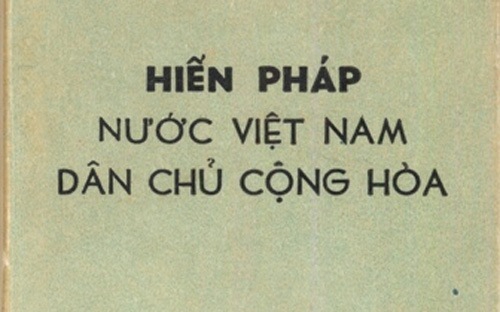 HIẾN PHÁP
NƯỚC VIỆT NAM
DÂN CHỦ CỘNG HÒA